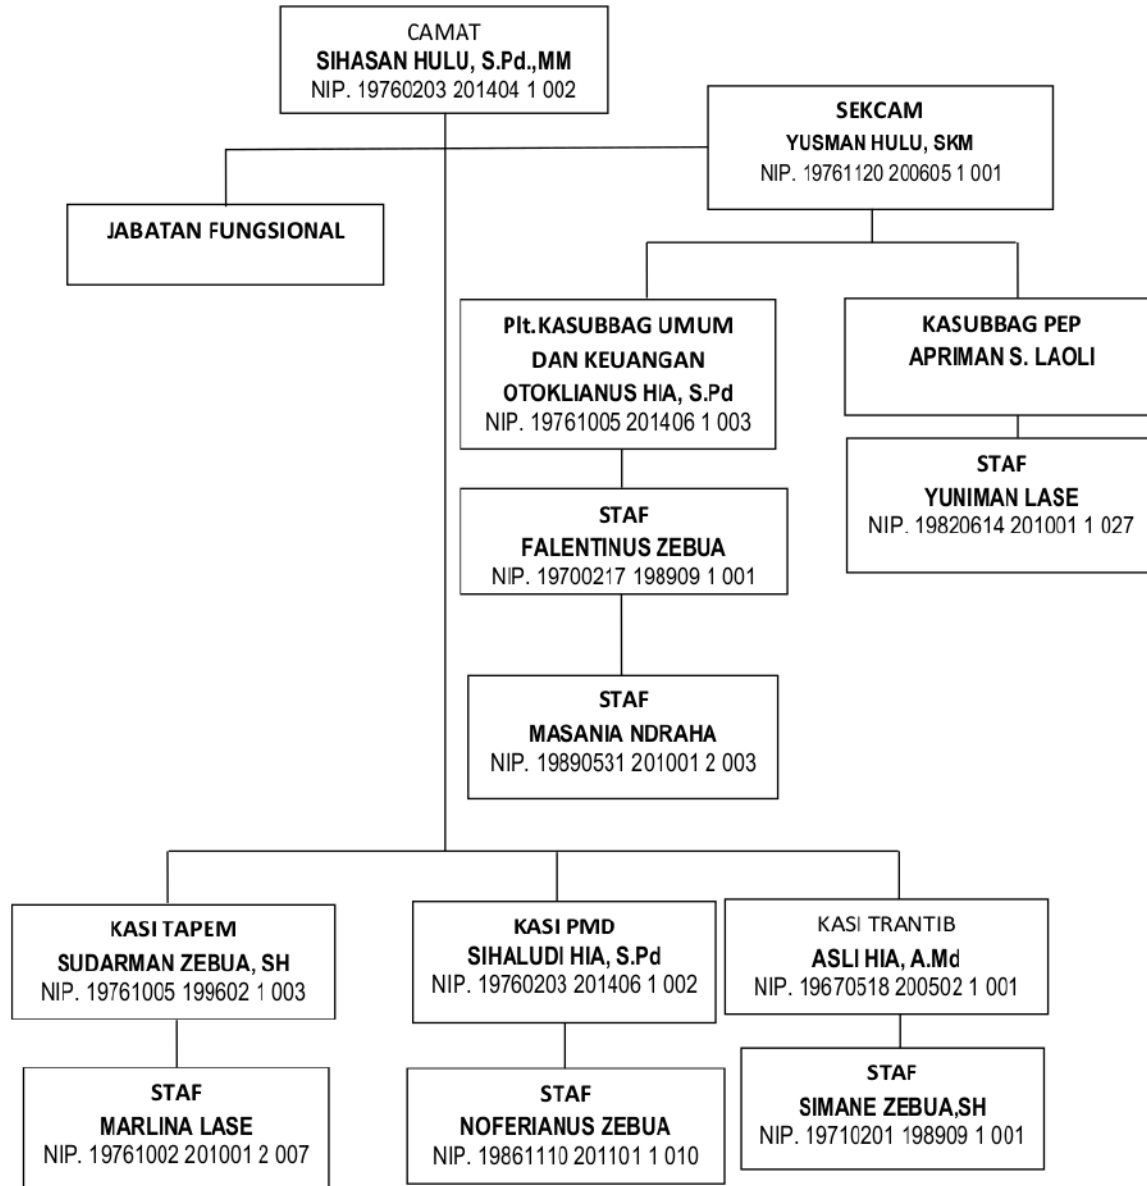 CAMAT
SIHASAN HULU, S.Pd.,MM
NIP. 19760203 201404 1 002
SEKCAM
YUSMAN HULU, SKM
NIP. 19761120 200605 1 001
JABATAN FUNGSIONAL
Plt.KASUBBAG UMUM
DAN KEUANGAN
OTOKLIANUS HIA, S.Pd
NIP. 19761005 201406 1 003
KASUBBAG PEP
APRIMAN S. LAOLI
STAF
YUNIMAN LASE
NIP. 19820614 201001 1 027
STAF
FALENTINUS ZEBUA
NIP. 19700217 198909 1 001
STAF
MASANIA NDRAHA
NIP. 19890531 201001 2 003
KASI TAPEM
SUDARMAN ZEBUA, SH
NIP. 19761005 199602 1 003
KASI PMD
SIHALUDI HIA, S.Pd
NIP. 19760203 201406 1 002
KASI TRANTIB
ASLI HIA, A.Md
NIP. 19670518 200502 1 001
STAF
MARLINA LASE
NIP. 19761002 201001 2 007
STAF
NOFERIANUS ZEBUA
NIP. 19861110 201101 1 010
STAF
SIMANE ZEBUA,SH
NIP. 19710201 198909 1 001